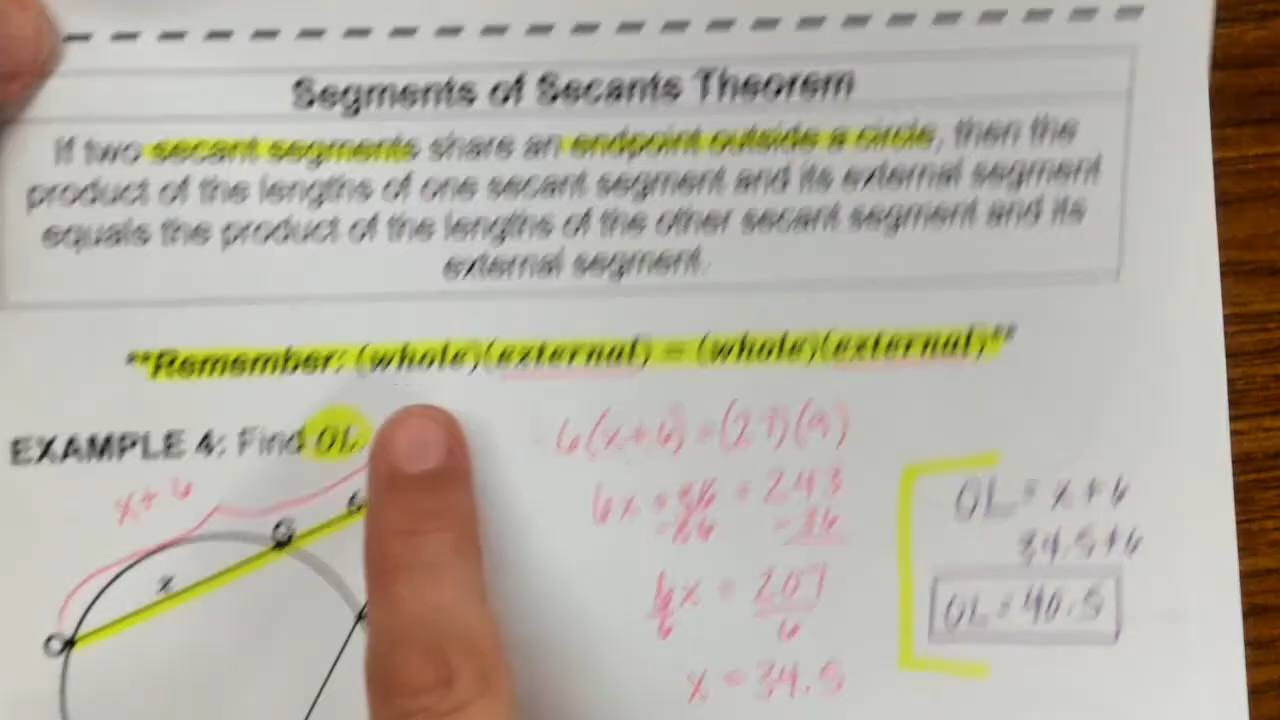 Segments of Secants Theorem
If two secant segments share an endpoint outside a circle, then the
product of the lengths of one secant segment and its external segment
equals the product of the lengths of the other secant segment and its
external segment.
**Remember: (whole)(external) = (whole)(external)**
EXAMPLE 4: Find OL
x+6
6
G
x
O
6(x+6) = (27)(9)
6x + 36 = 243
-36 -36
6x = 207
6 6
x = 34.5
OL = x+6
34.5+6
OL = 40.5